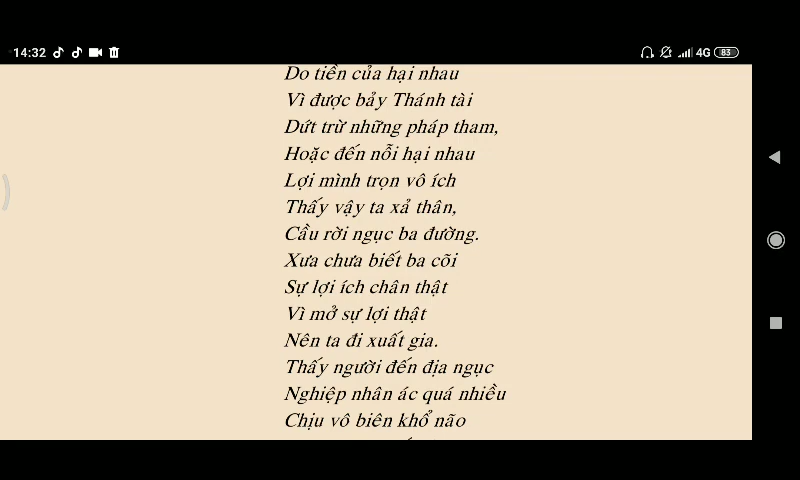 14:32
4G 83
Do tiền của hại nhau
Vì được bảy Thánh tài
Dứt trừ những pháp tham,
Hoặc đến nỗi hại nhau
Lợi mình trọn vô ích
Thấy vậy ta xả thân,
Cầu rời ngục ba đường.
Xưa chưa biết ba cõi
Sự lợi ích chân thật
Vì mở sự lợi thật
Nên ta đi xuất gia.
Thấy người đến địa ngục
Nghiệp nhân ác quá nhiều
Chịu vô biên khổ não